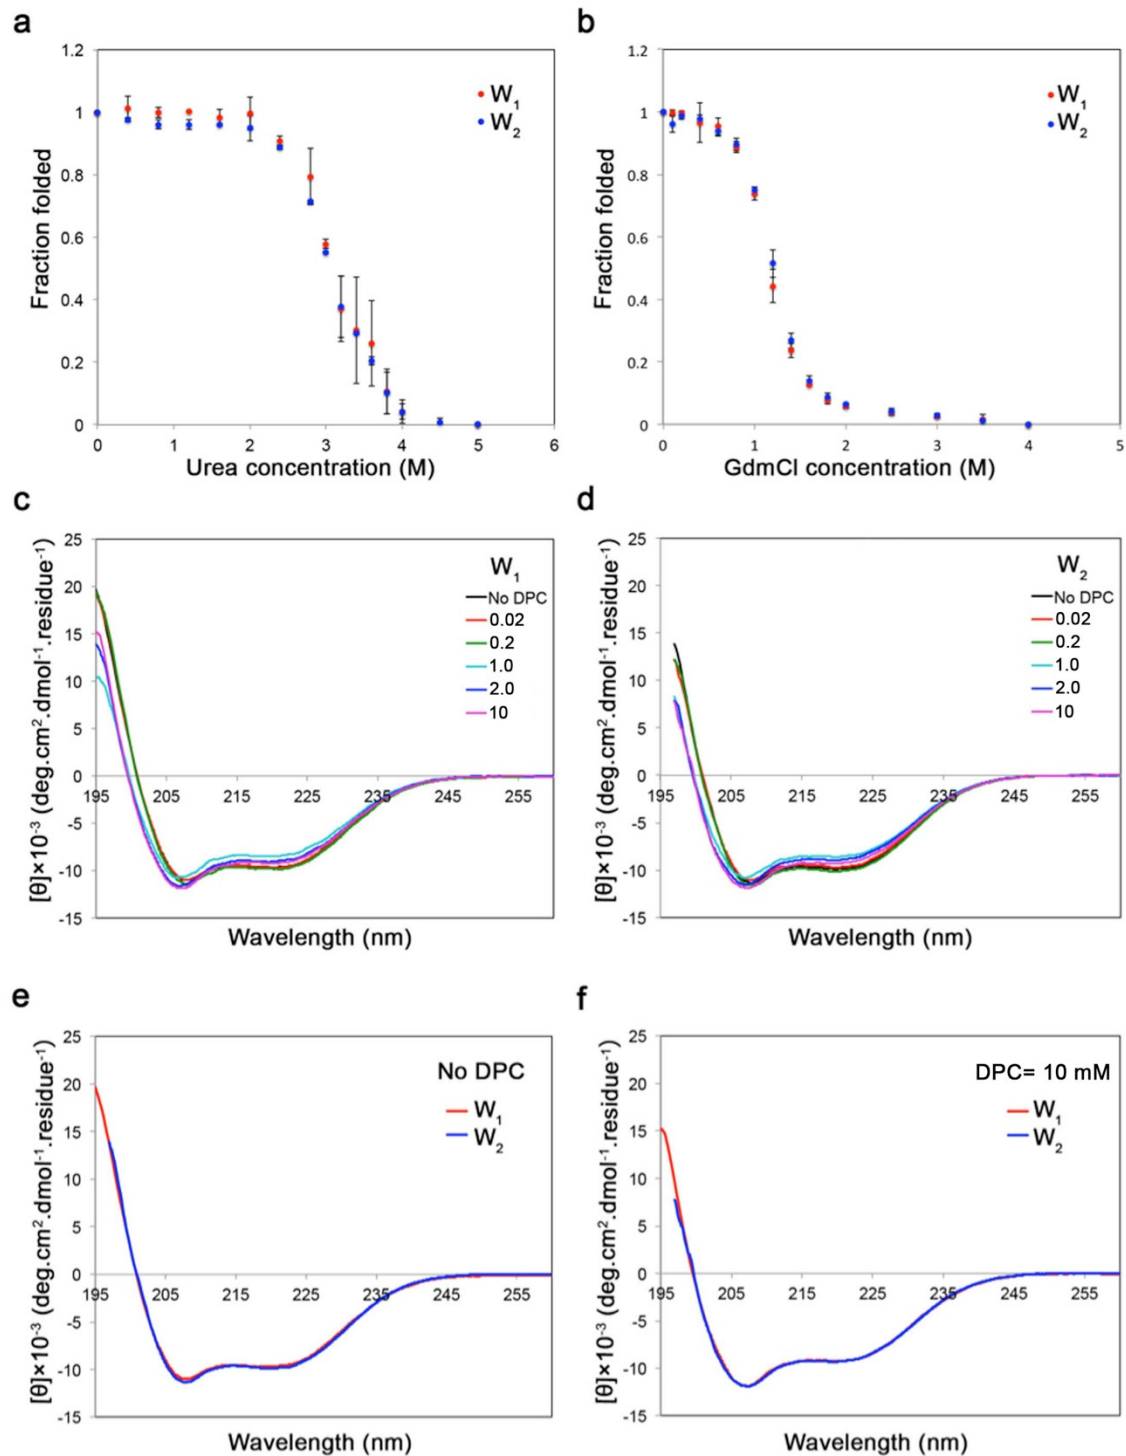 a
1.2
1
0.8
0.6
0.4
0.2
0
0 1 2 3 4 5 6
Fraction folded
Urea concentration (M)
W₁
W₂
b
1.2
1
0.8
0.6
0.4
0.2
0
0 1 2 3 4 5
Fraction folded
GdmCl concentration (M)
W₁
W₂
c
25
20
15
10
5
0
-5
-10
-15
195 205 215 225 235 245 255
[θ]×10⁻³ (deg.cm².dmol⁻¹.residue⁻¹)
Wavelength (nm)
W₁
No DPC
0.02
0.2
1.0
2.0
10
d
25
20
15
10
5
0
-5
-10
-15
195 205 215 225 235 245 255
[θ]×10⁻³ (deg.cm².dmol⁻¹.residue⁻¹)
Wavelength (nm)
W₂
No DPC
0.02
0.2
1.0
2.0
10
e
25
20
15
10
5
0
-5
-10
-15
195 205 215 225 235 245 255
[θ]×10⁻³ (deg.cm².dmol⁻¹.residue⁻¹)
Wavelength (nm)
No DPC
W₁
W₂
f
25
20
15
10
5
0
-5
-10
-15
195 205 215 225 235 245 255
[θ]×10⁻³ (deg.cm².dmol⁻¹.residue⁻¹)
Wavelength (nm)
DPC= 10 mM
W₁
W₂